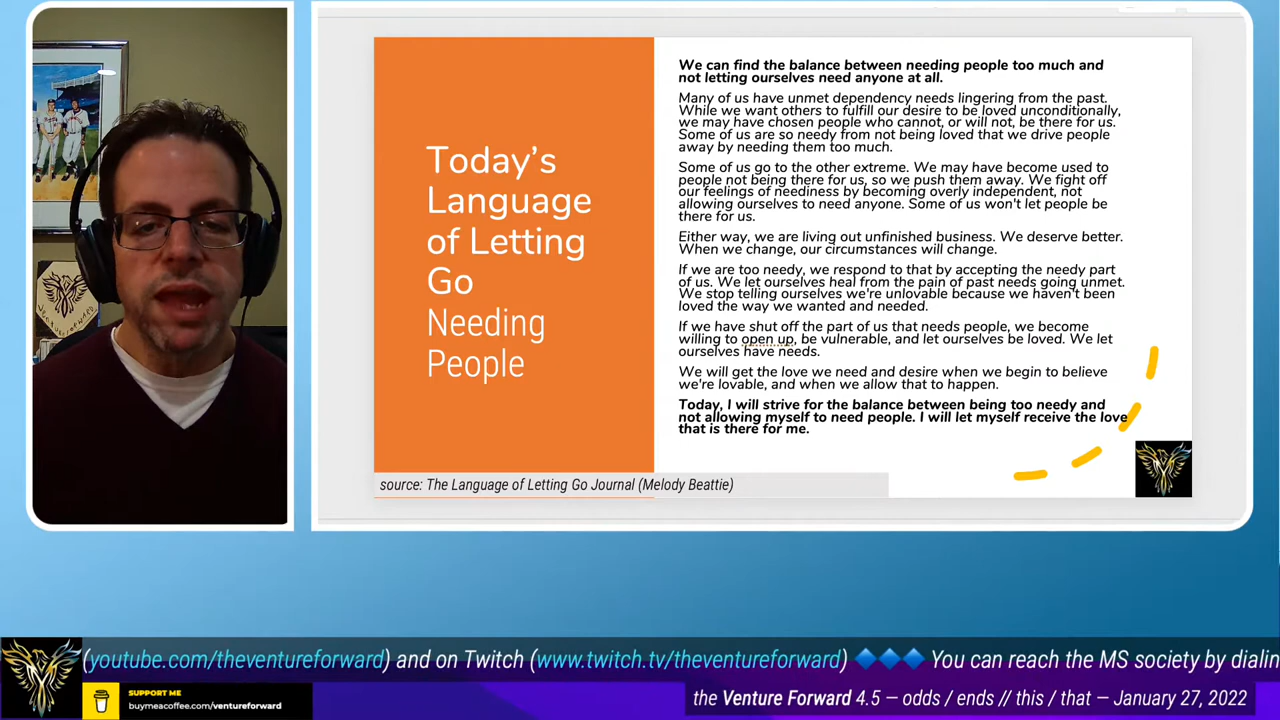 Today's
Language
of Letting
Go
Needing
People
We can find the balance between needing people too much and
not letting ourselves need anyone at all.
Many of us have unmet dependency needs lingering from the past.
While we want others to fulfill our desire to be loved unconditionally,
we may have chosen people who cannot, or will not, be there for us.
Some of us are so needy from not being loved that we drive people
away by needing them too much.
Some of us go to the other extreme. We may have become used to
people not being there for us, so we push them away. We fight off
our feelings of neediness by becoming overly independent, not
allowing ourselves to need anyone. Some of us won't let people be
there for us.
Either way, we are living out unfinished business. We deserve better.
When we change, our circumstances will change.
If we are too needy, we respond to that by accepting the needy part
of us. We let ourselves heal from the pain of past needs going unmet.
We stop telling ourselves we're unlovable because we haven't been
loved the way we wanted and needed.
If we have shut off the part of us that needs people, we become
willing to open up, be vulnerable, and let ourselves be loved. We let
ourselves have needs.
We will get the love we need and desire when we begin to believe
we're lovable, and when we allow that to happen.
Today, I will strive for the balance between being too needy and
not allowing myself to need people. I will let myself receive the love
that is there for me.
source: The Language of Letting Go Journal (Melody Beattie)
(youtube.com/theventureforward) and on Twitch (www.twitch.tv/theventureforward) 🔷🔷🔷 You can reach the MS society by dialin
SUPPORT ME
buymeacoffee.com/ventureforward
the Venture Forward 4.5 — odds / ends // this / that — January 27, 2022